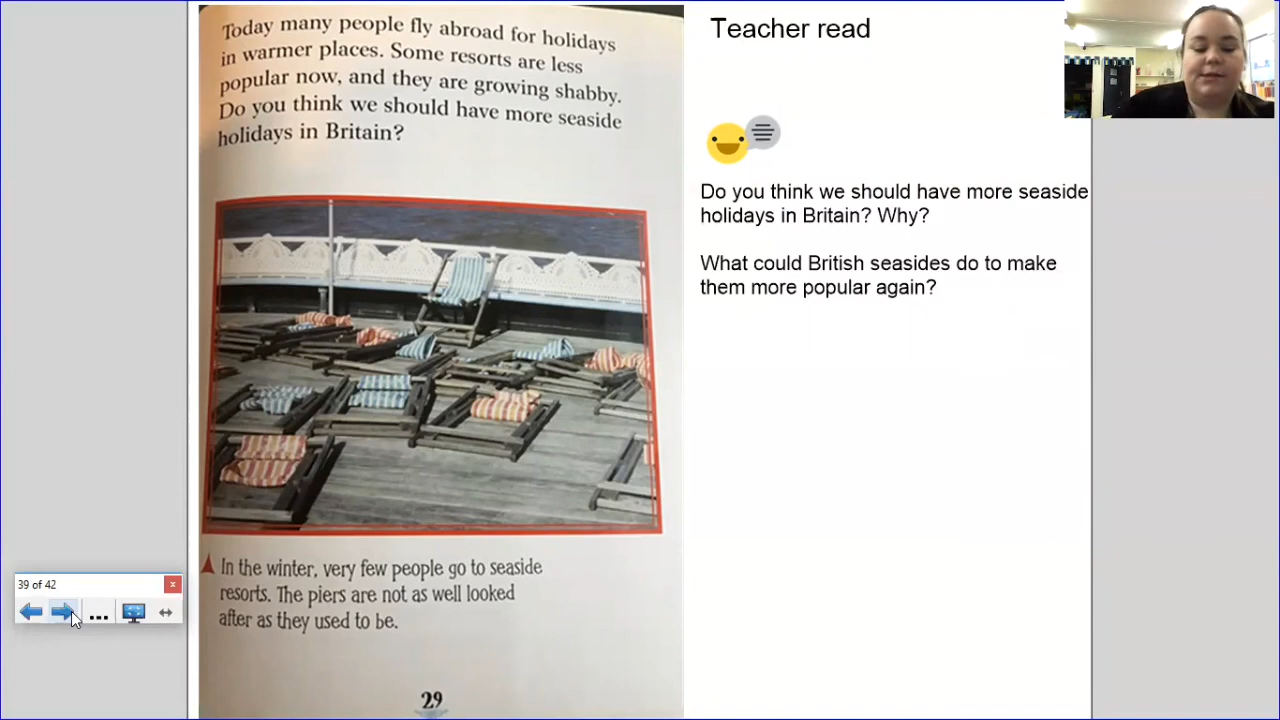 Today many people fly abroad for holidays
in warmer places. Some resorts are less
popular now, and they are growing shabby.
Do you think we should have more seaside
holidays in Britain?
In the winter, very few people go to seaside
resorts. The piers are not as well looked
after as they used to be.
29
Teacher read
Do you think we should have more seaside
holidays in Britain? Why?
What could British seasides do to make
them more popular again?
39 of 42